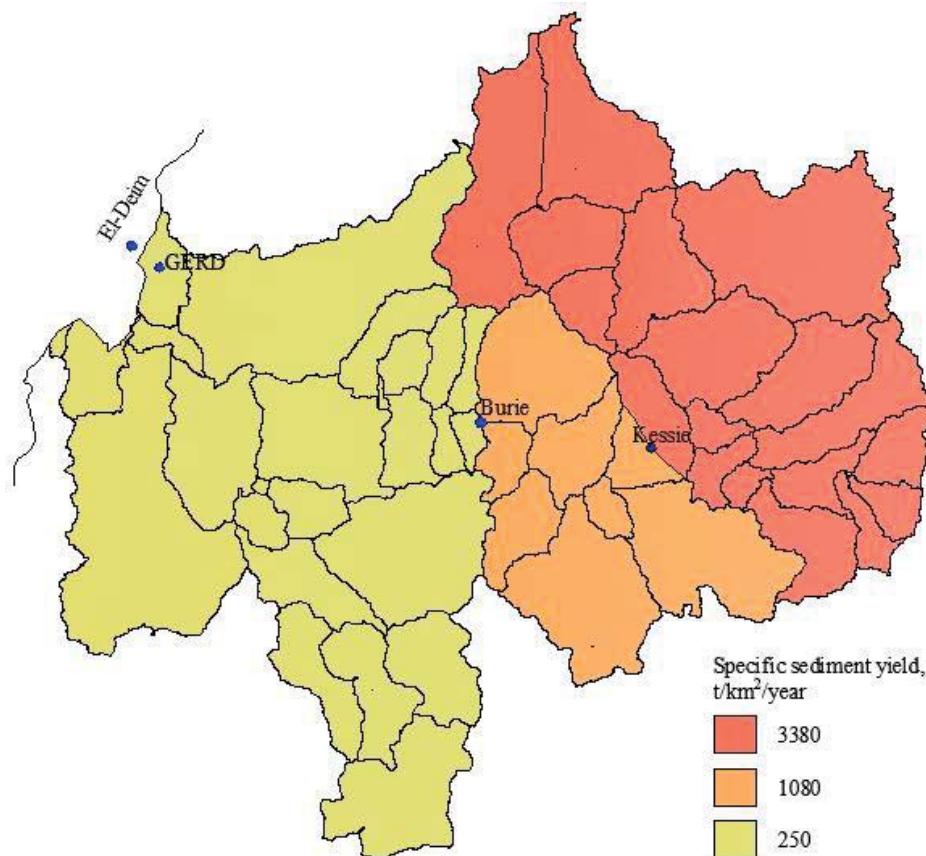 El-Deim
GERD
Burie
Kessie
Specific sediment yield,
t/km²/year
3380
1080
250